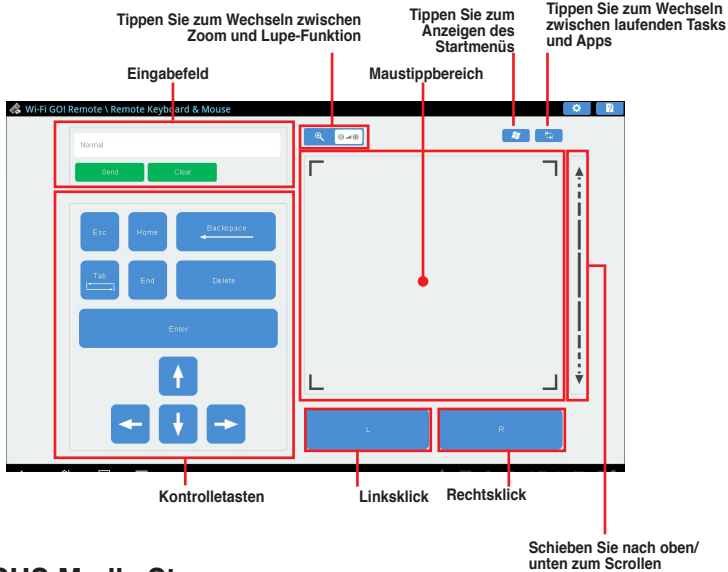 Tippen Sie zum Wechseln zwischen
Zoom und Lupe-Funktion
Tippen Sie zum
Anzeigen des
Startmenüs
Tippen Sie zum Wechseln
zwischen laufenden Tasks
und Apps
Eingabefeld
Maustippbereich
Wi-Fi GO! Remote \ Remote Keyboard & Mouse
Normal
Send
Clear
Esc
Home
Backspace
Tab
End
Delete
Enter
L
R
Kontrolletasten
Linksklick
Rechtsklick
Schieben Sie nach oben/
unten zum Scrollen